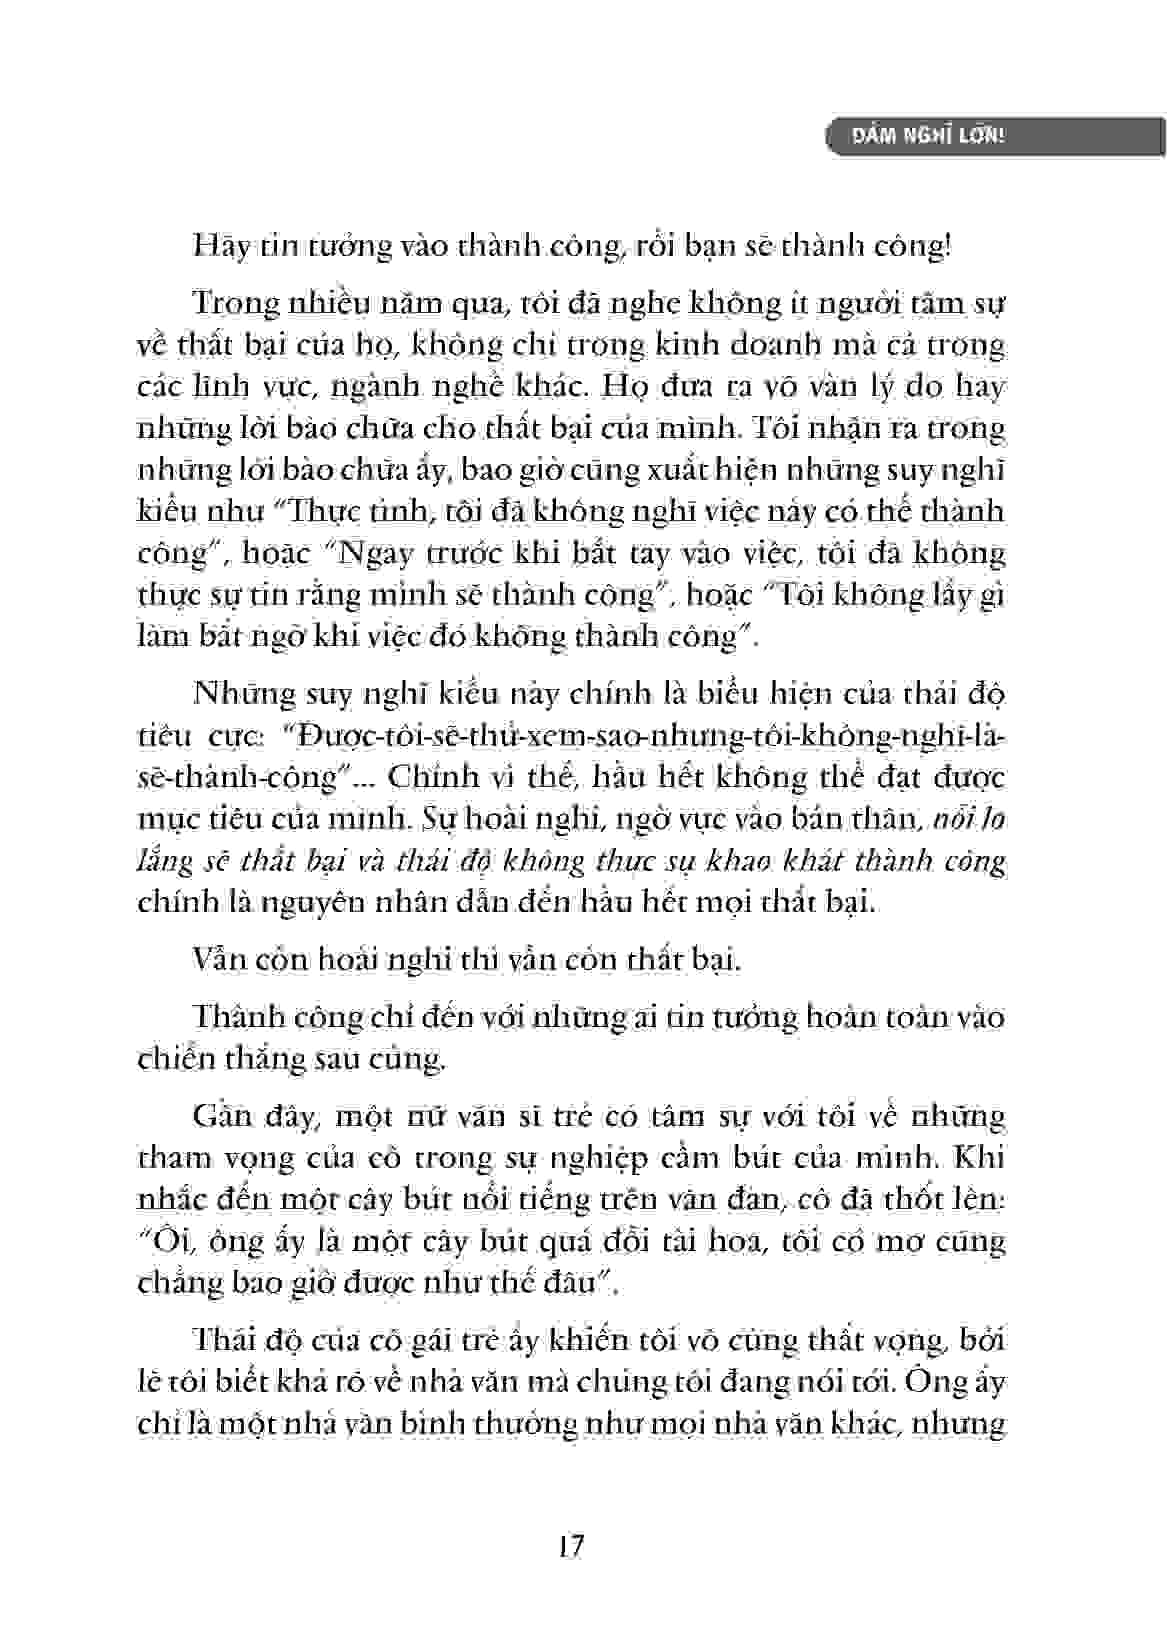 DÁM NGHĨ LỚN!
Hãy tin tưởng vào thành công, rồi bạn sẽ thành công!
Trong nhiều năm qua, tôi đã nghe không ít người tâm sự
về thất bại của họ, không chỉ trong kinh doanh mà cả trong
các lĩnh vực, ngành nghề khác. Họ đưa ra vô vàn lý do hay
những lời bào chữa cho thất bại của mình. Tôi nhận ra trong
những lời bào chữa ấy, bao giờ cũng xuất hiện những suy nghĩ
kiểu như “Thực tình, tôi đã không nghĩ việc này có thể thành
công”, hoặc “Ngay trước khi bắt tay vào việc, tôi đã không
thực sự tin rằng mình sẽ thành công”, hoặc “Tôi không lấy gì
làm bất ngờ khi việc đó không thành công”.
Những suy nghĩ kiểu này chính là biểu hiện của thái độ
tiêu cực: “Được-tôi-sẽ-thử-xem-sao-nhưng-tôi-không-nghĩ-là-
sẽ-thành-công”... Chính vì thế, hầu hết không thể đạt được
mục tiêu của mình. Sự hoài nghi, ngờ vực vào bản thân, nỗi lo
lắng sẽ thất bại và thái độ không thực sự khao khát thành công
chính là nguyên nhân dẫn đến hầu hết mọi thất bại.
Vẫn còn hoài nghi thì vẫn còn thất bại.
Thành công chỉ đến với những ai tin tưởng hoàn toàn vào
chiến thắng sau cùng.
Gần đây, một nữ văn sĩ trẻ có tâm sự với tôi về những
tham vọng của cô trong sự nghiệp cầm bút của mình. Khi
nhắc đến một cây bút nổi tiếng trên văn đàn, cô đã thốt lên:
“Ôi, ông ấy là một cây bút quá đỗi tài hoa, tôi có mơ cũng
chẳng bao giờ được như thế đâu”.
Thái độ của cô gái trẻ ấy khiến tôi vô cùng thất vọng, bởi
lẽ tôi biết khá rõ về nhà văn mà chúng tôi đang nói tới. Ông ấy
chỉ là một nhà văn bình thường như mọi nhà văn khác, nhưng
17